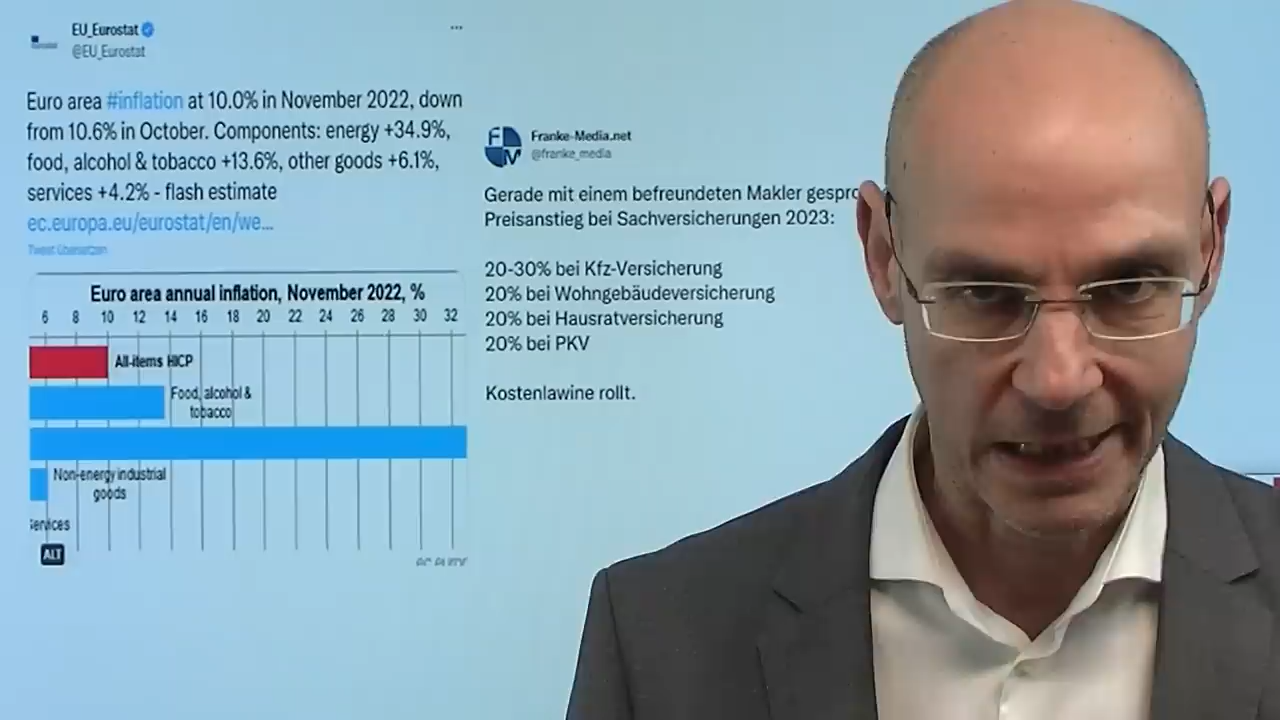 EU_Eurostat
@EU_Eurostat
Euro area #inflation at 10.0% in November 2022, down
from 10.6% in October. Components: energy +34.9%,
food, alcohol & tobacco +13.6%, other goods +6.1%,
services +4.2% - flash estimate
ec.europa.eu/eurostat/en/we...
Tweet übersetzen
Euro area annual inflation, November 2022, %
6 8 10 12 14 16 18 20 22 24 26 28 30 32
All-items HICP
Food, alcohol &
tobacco
Non-energy industrial
goods
Services
ALT
FM
Franke-Media.net
@franke_media
Gerade mit einem befreundeten Makler gespro
Preisanstieg bei Sachversicherungen 2023:
20-30% bei Kfz-Versicherung
20% bei Wohngebäudeversicherung
20% bei Hausratversicherung
20% bei PKV
Kostenlawine rollt.